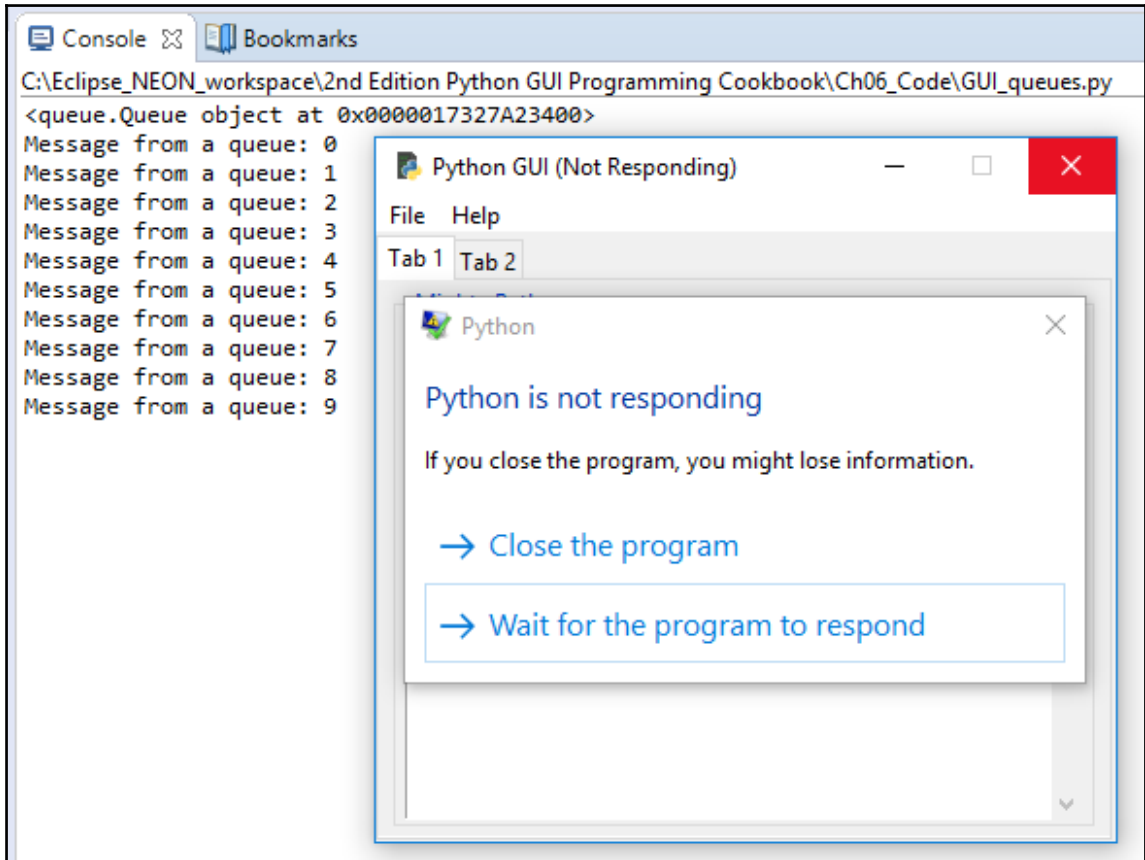 Console Bookmarks
C:\Eclipse_NEON_workspace\2nd Edition Python GUI Programming Cookbook\Ch06_Code\GUI_queues.py
<queue.Queue object at 0x0000017327A23400>
Message from a queue: 0
Message from a queue: 1
Message from a queue: 2
Message from a queue: 3
Message from a queue: 4
Message from a queue: 5
Message from a queue: 6
Message from a queue: 7
Message from a queue: 8
Message from a queue: 9
Python GUI (Not Responding)
File Help
Tab 1 Tab 2
Python
Python is not responding
If you close the program, you might lose information.
→ Close the program
→ Wait for the program to respond